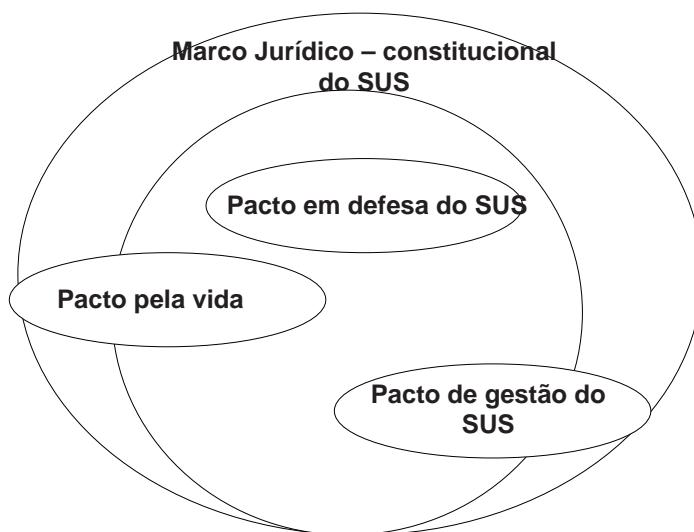 Marco Jurídico – constitucional
do SUS
Pacto em defesa do SUS
Pacto pela vida
Pacto de gestão do
SUS